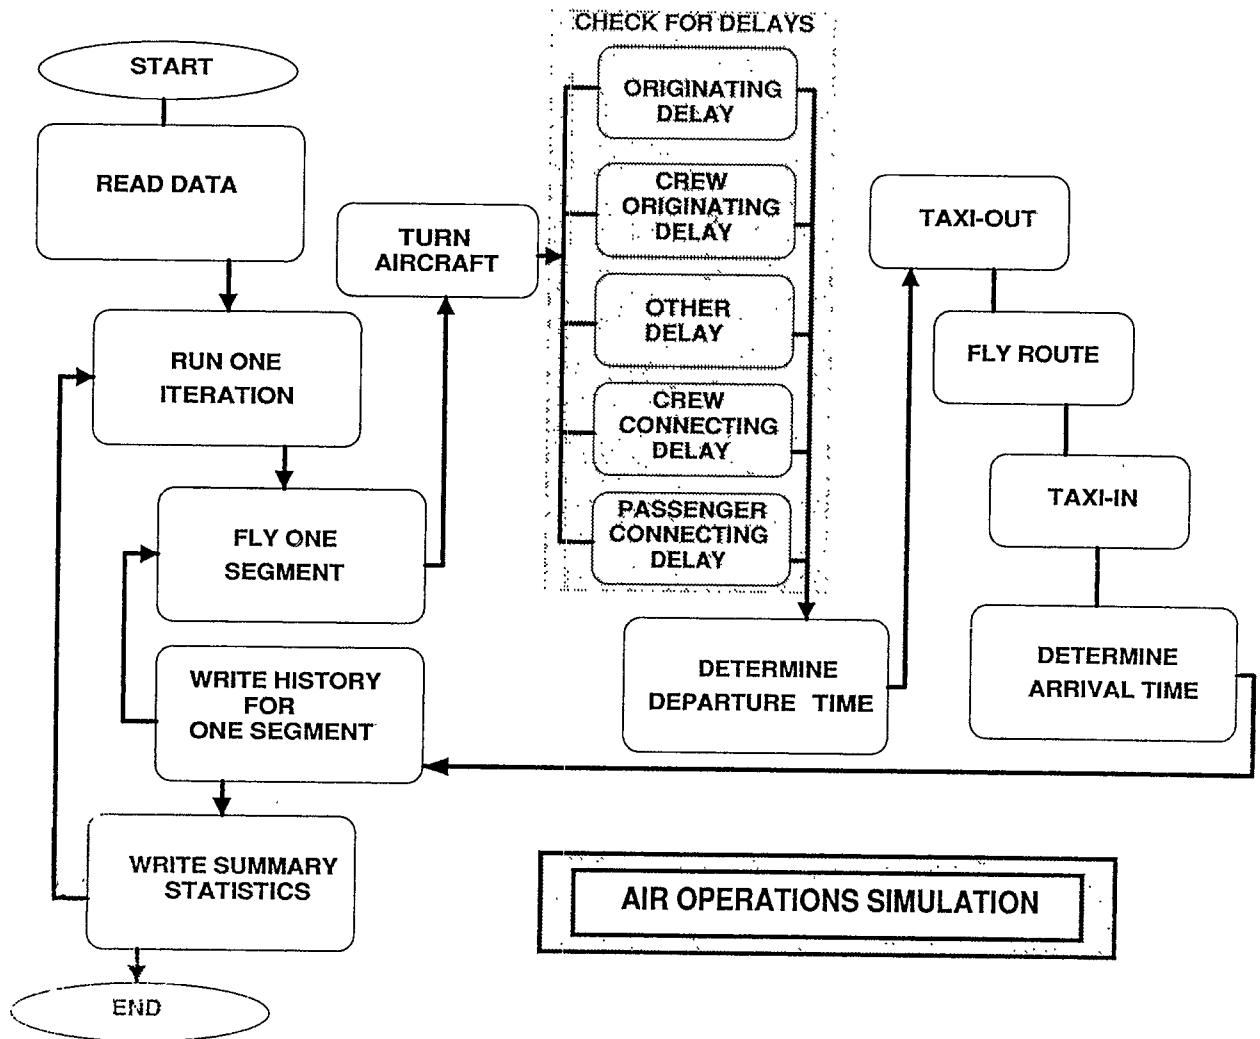 START
READ DATA
RUN ONE
ITERATION
FLY ONE
SEGMENT
WRITE HISTORY
FOR
ONE SEGMENT
WRITE SUMMARY
STATISTICS
END
TURN
AIRCRAFT
CHECK FOR DELAYS
ORIGINATING
DELAY
CREW
ORIGINATING
DELAY
OTHER
DELAY
CREW
CONNECTING
DELAY
PASSENGER
CONNECTING
DELAY
DETERMINE
DEPARTURE TIME
TAXI-OUT
FLY ROUTE
TAXI-IN
DETERMINE
ARRIVAL TIME
AIR OPERATIONS SIMULATION